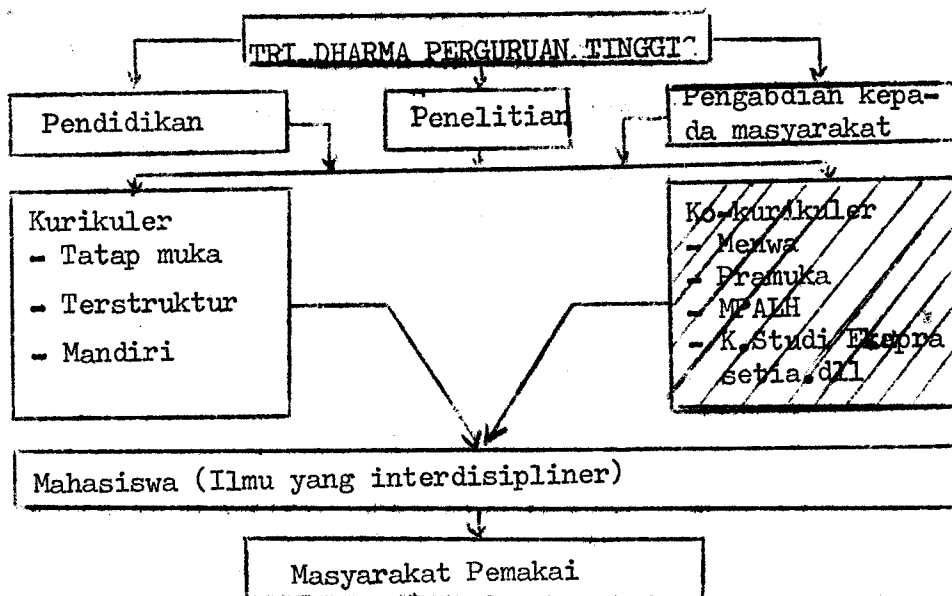 TRI DHARMA PERGURUAN TINGGI
Pendidikan
Penelitian
Pengabdian kepa-
da masyarakat
Kurikuler
- Tatap muka
- Terstruktur
- Mandiri
Ko-kurikuler
- Menwa
- Pramuka
- MPALH
- K.Studi
setia.dll
Mahasiswa (Ilmu yang interdisipliner)
Masyarakat Pemakai